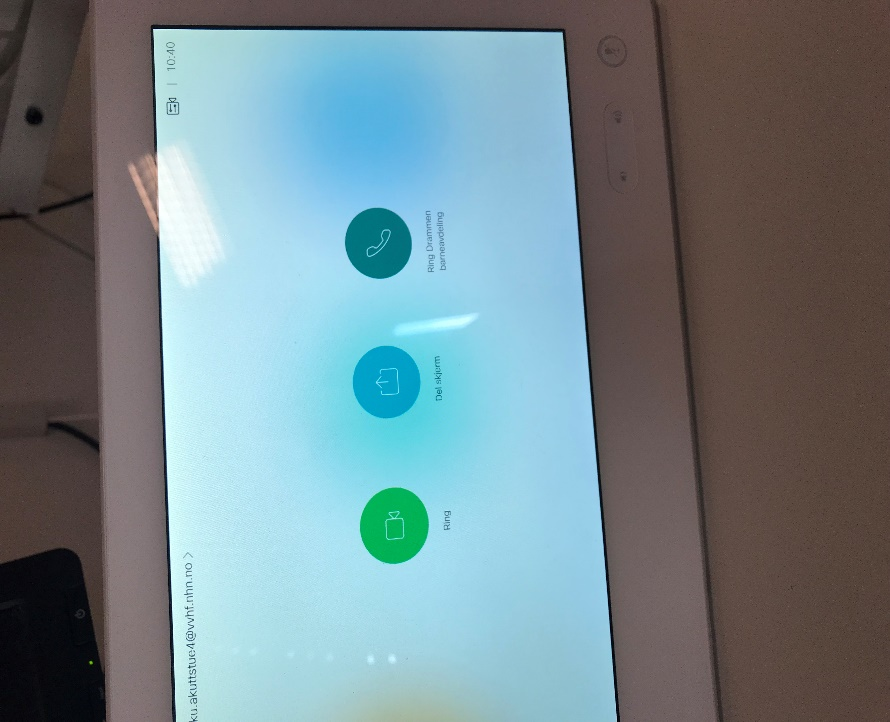 ku.akuttstue4@vvhf.nhn.no >
10:40
Ring
Del skjerm
Ring Drammen
barneavdeling